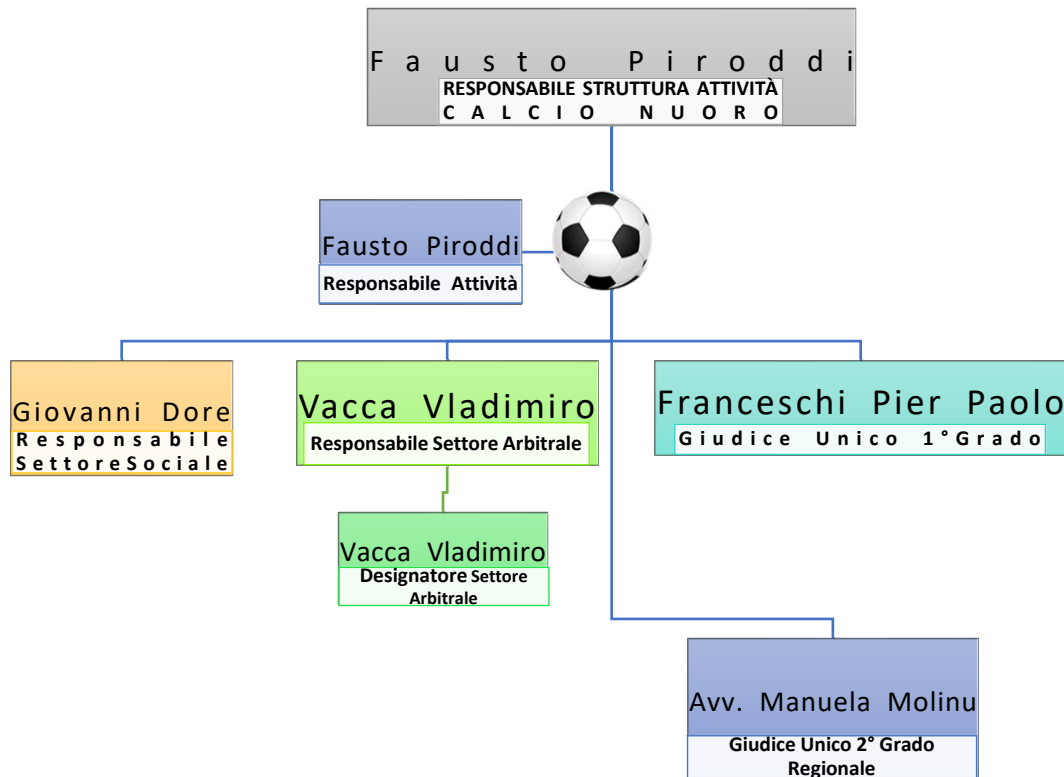 Fausto Piroddi
RESPONSABILE STRUTTURA ATTIVITÀ
CALCIO NUORO
Fausto Piroddi
Responsabile Attività
Giovanni Dore
Responsabile
Settore Sociale
Vacca Vladimiro
Responsabile Settore Arbitrale
Franceschi Pier Paolo
Giudice Unico 1° Grado
Vacca Vladimiro
Designatore Settore
Arbitrale
Avv. Manuela Molinu
Giudice Unico 2° Grado
Regionale